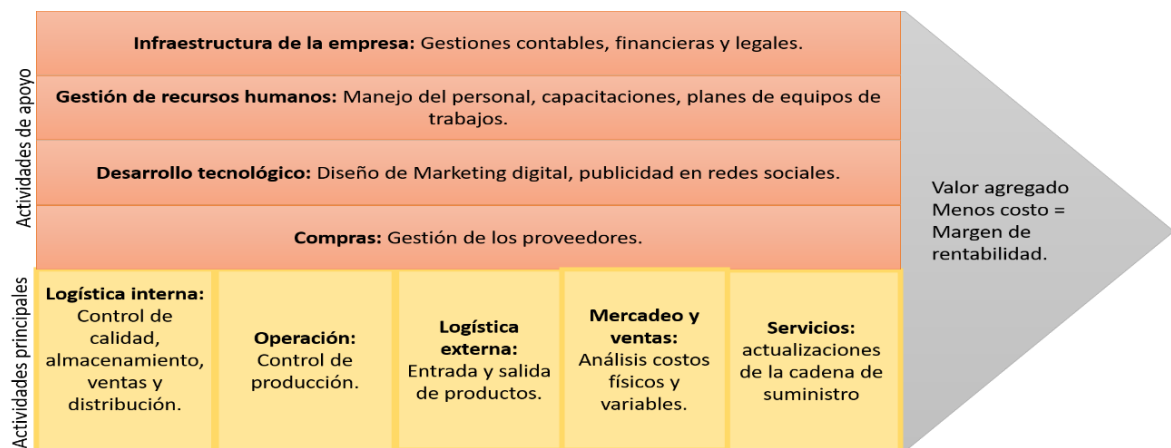 Actividades de apoyo
Infraestructura de la empresa: Gestiones contables, financieras y legales.
Gestión de recursos humanos: Manejo del personal, capacitaciones, planes de equipos de
trabajos.
Desarrollo tecnológico: Diseño de Marketing digital, publicidad en redes sociales.
Compras: Gestión de los proveedores.
Actividades principales
Logística interna:
Control de
calidad,
almacenamiento,
ventas y
distribución.
Operación:
Control de
producción.
Logística
externa:
Entrada y salida
de productos.
Mercadeo y
ventas:
Análisis costos
físicos y
variables.
Servicios:
actualizaciones
de la cadena de
suministro
Valor agregado
Menos costo =
Margen de
rentabilidad.